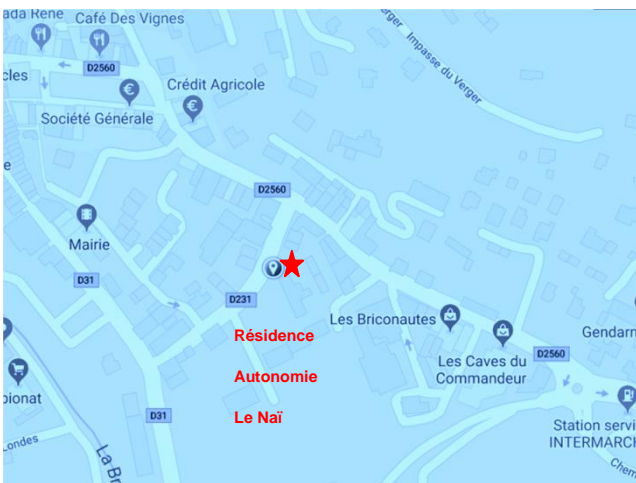 Café Des Vignes
D2560
Crédit Agricole
Société Générale
Impasse du Verger
D2560
Mairie
D31
D231
Résidence
Autonomie
Le Naï
Les Briconautes
Les Caves du
Commandeur
D2560
D31
Station servi
INTERMARCH